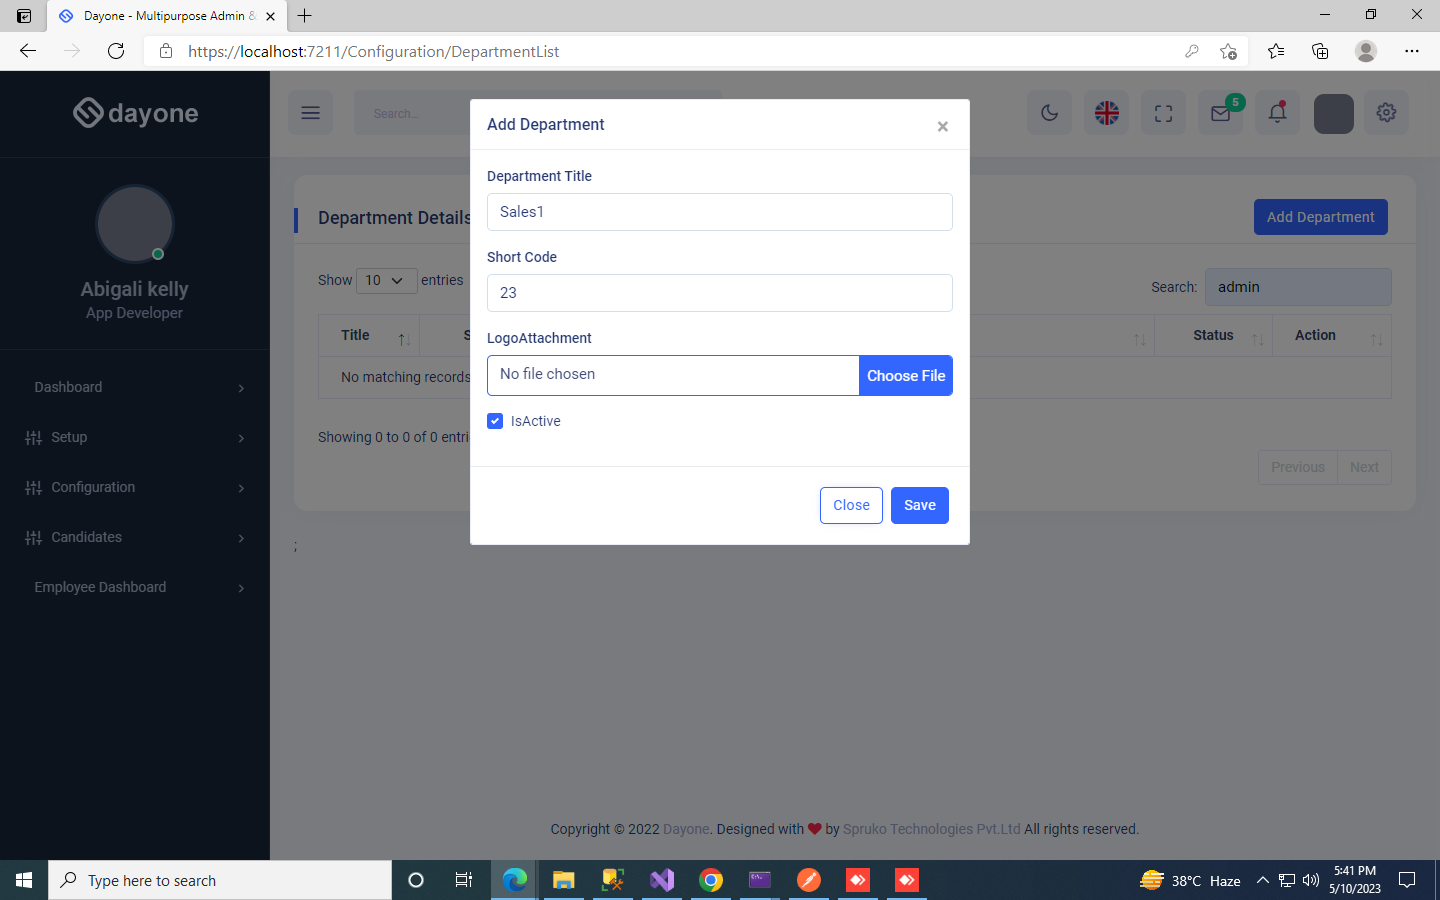 Dayone - Multipurpose Admin &
https://localhost:7211/Configuration/DepartmentList
dayone
Abigali kelly
App Developer
Dashboard
Setup
Configuration
Candidates
Employee Dashboard
Search...
5
Department Details
Add Department
Show 10 entries
Search: admin
Title
S
Status
Action
No matching records
Showing 0 to 0 of 0 entri
Previous
Next
;
Add Department
×
Department Title
Sales1
Short Code
23
LogoAttachment
No file chosen
Choose File
IsActive
Close
Save
Copyright © 2022 Dayone. Designed with ❤ by Spruko Technologies Pvt.Ltd All rights reserved.
Type here to search
38°C Haze
5:41 PM
5/10/2023